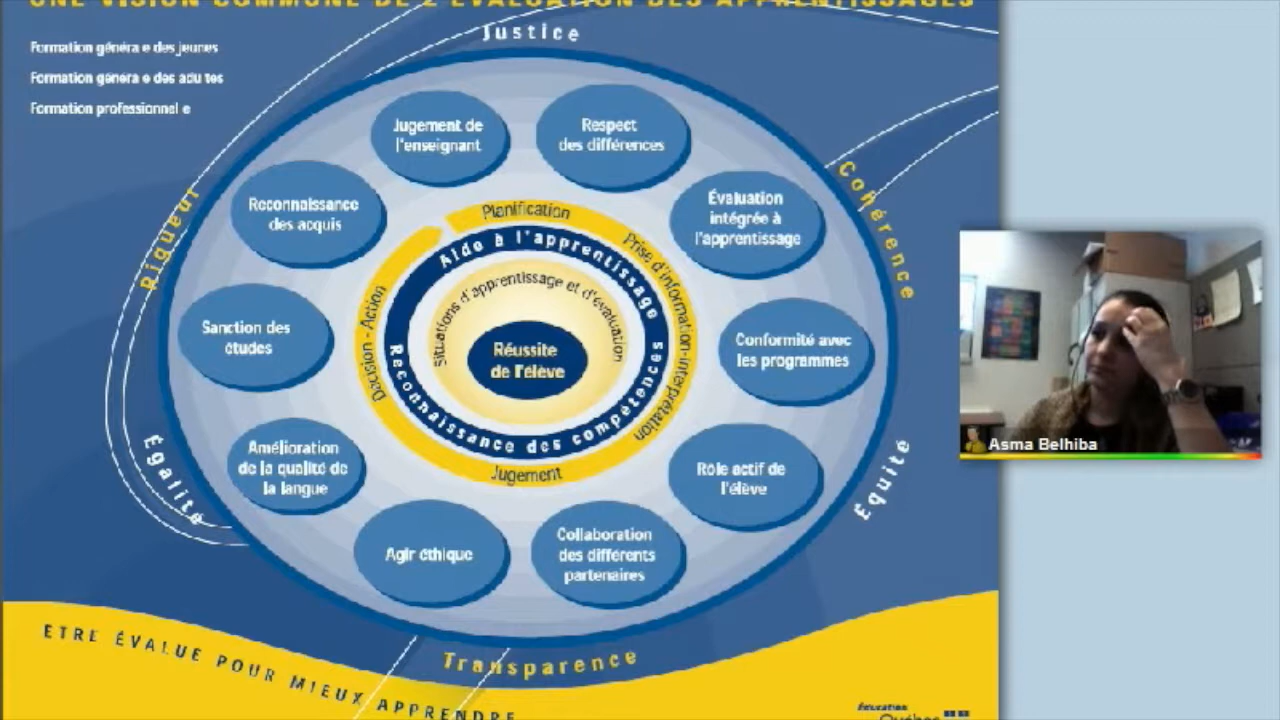 UNE VISION COMMUNE DE L'ÉVALUATION DES APPRENTISSAGES
Formation générale des jeunes
Formation générale des adultes
Formation professionnelle
Justice
Rigueur
Cohérence
Égalité
Équité
Transparence
Jugement de
l'enseignant
Respect
des différences
Reconnaissance
des acquis
Évaluation
intégrée à
l'apprentissage
Sanction des
études
Conformité avec
les programmes
Amélioration
de la qualité de
la langue
Rôle actif de
l'élève
Agir éthique
Collaboration
des différents
partenaires
Planification
Prise d'information-interprétation
Jugement
Décision - Action
Aide à l'apprentissage
Reconnaissance des compétences
Situations d'apprentissage et d'évaluation
Réussite
de l'élève
ÊTRE ÉVALUÉ POUR MIEUX APPRENDRE
Éducation
Québec
Asma Belhiba